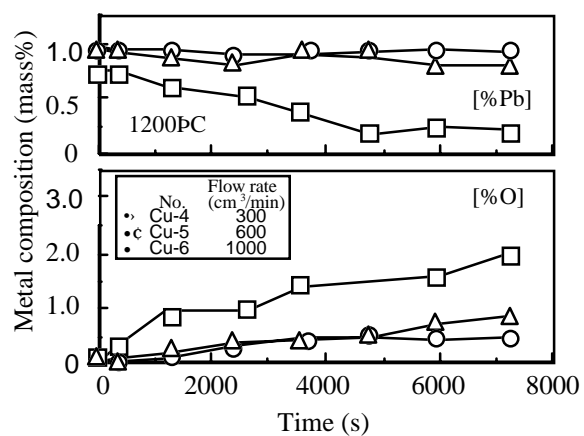 Metal composition (mass%)
1.0
0.5
0
1200ÞC
[%Pb]
3.0
2.0
1.0
0
[%O]
Flow rate
No. (cm³/min)
Cu-4 300
¢ Cu-5 600
Cu-6 1000
0 2000 4000 6000 8000
Time (s)